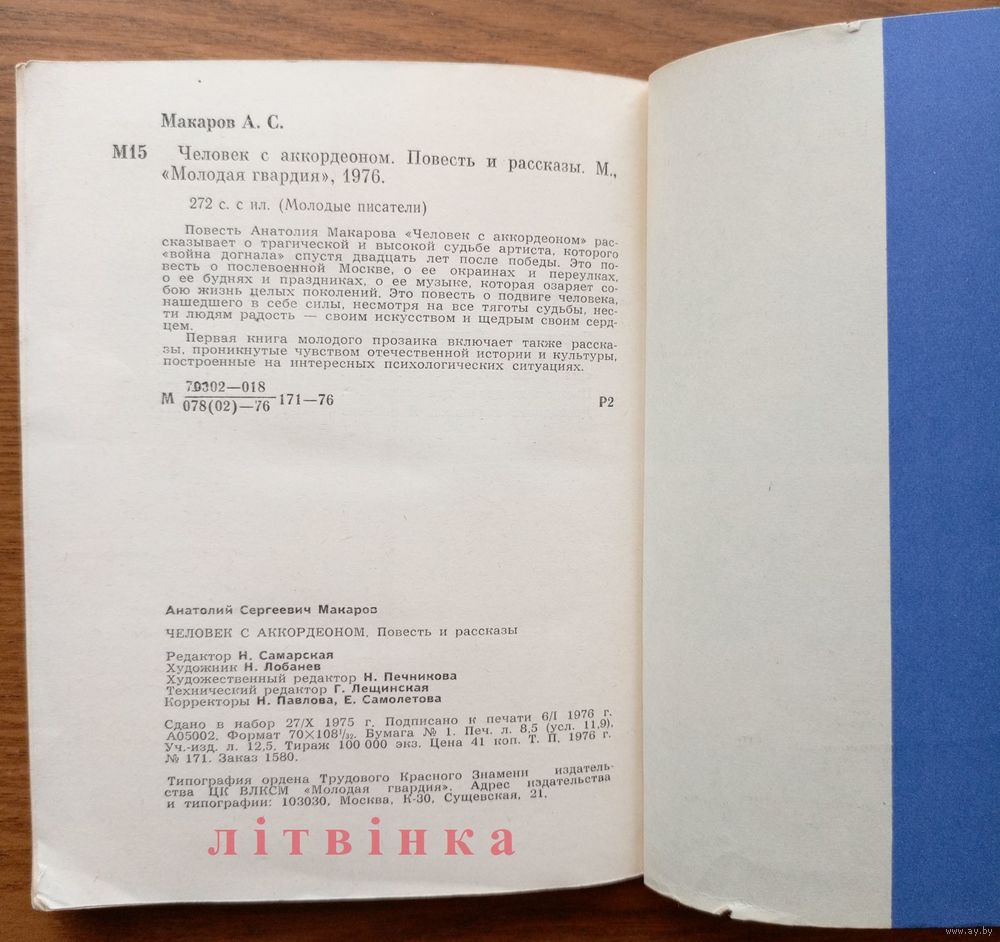 Макаров А. С.
М15 Человек с аккордеоном. Повесть и рассказы. М.,
«Молодая гвардия», 1976.
272 с. с ил. (Молодые писатели)
Повесть Анатолия Макарова «Человек с аккордеоном» рас-
сказывает о трагической и высокой судьбе артиста, которого
«война догнала» спустя двадцать лет после победы. Это по-
весть о послевоенной Москве, о ее окраинах и переулках,
о ее буднях и праздниках, о ее музыке, которая озаряет со-
бою жизнь целых поколений. Это повесть о подвиге человека,
нашедшего в себе силы, несмотря на все тяготы судьбы, нес-
ти людям радость — своим искусством и щедрым своим серд-
цем.
Первая книга молодого прозаика включает также расска-
зы, проникнутые чувством отечественной истории и культуры,
построенные на интересных психологических ситуациях.
70302—018
М 078(02)—76 171—76 Р2
Анатолий Сергеевич Макаров
ЧЕЛОВЕК С АККОРДЕОНОМ. Повесть и рассказы
Редактор Н. Самарская
Художник Н. Лобанев
Художественный редактор Н. Печникова
Технический редактор Г. Лещинская
Корректоры Н. Павлова, Е. Самолетова
Сдано в набор 27/X 1975 г. Подписано к печати 6/I 1976 г.
А05002. Формат 70×108¹/₃₂. Бумага № 1. Печ. л. 8,5 (усл. 11,9).
Уч.-изд. л. 12,5. Тираж 100 000 экз. Цена 41 коп. Т. П. 1976 г.
№ 171. Заказ 1580.
Типография ордена Трудового Красного Знамени издатель-
ства ЦК ВЛКСМ «Молодая гвардия». Адрес издательства
и типографии: 103030, Москва, К-30, Сущевская, 21.
літвінка
www.ay.by